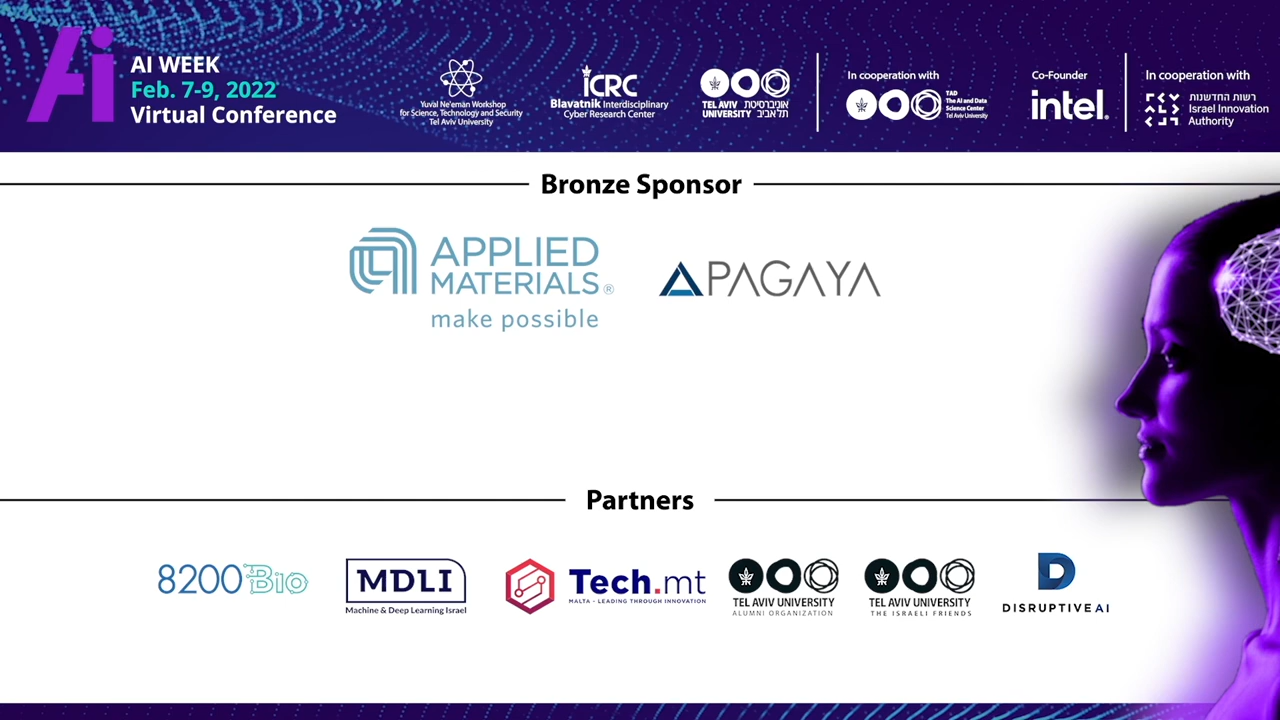 Ai
AI WEEK
Feb. 7-9, 2022
Virtual Conference
Yuval Ne'eman Workshop
for Science, Technology and Security
Tel Aviv University
iCRC
Blavatnik Interdisciplinary
Cyber Research Center
TEL AVIV אוניברסיטת
UNIVERSITY תל אביב
In cooperation with
TAD
The AI and Data
Science Center
Tel Aviv University
Co-Founder
intel.
In cooperation with
רשות החדשנות
Israel Innovation
Authority
Bronze Sponsor
APPLIED
MATERIALS®
make possible
PAGAYA
Partners
8200Bio
MDLI
Machine & Deep Learning Israel
Tech.mt
MALTA - LEADING THROUGH INNOVATION
TEL AVIV UNIVERSITY
ALUMNI ORGANIZATION
TEL AVIV UNIVERSITY
THE ISRAELI FRIENDS
D
DISRUPTIVE AI